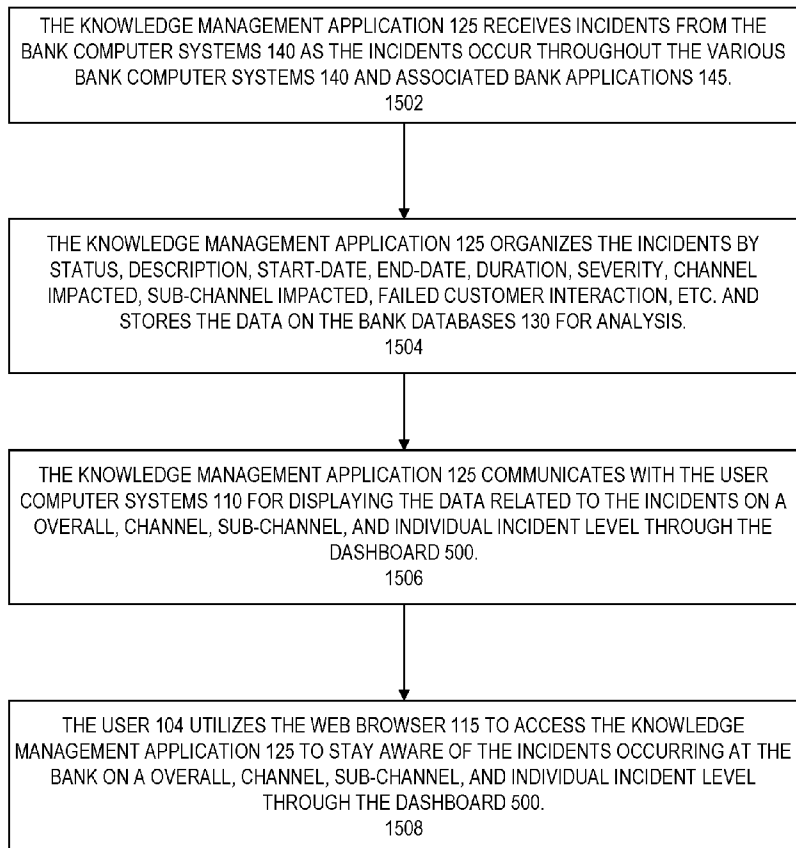 THE KNOWLEDGE MANAGEMENT APPLICATION 125 RECEIVES INCIDENTS FROM THE
BANK COMPUTER SYSTEMS 140 AS THE INCIDENTS OCCUR THROUGHOUT THE VARIOUS
BANK COMPUTER SYSTEMS 140 AND ASSOCIATED BANK APPLICATIONS 145.
1502
THE KNOWLEDGE MANAGEMENT APPLICATION 125 ORGANIZES THE INCIDENTS BY
STATUS, DESCRIPTION, START-DATE, END-DATE, DURATION, SEVERITY, CHANNEL
IMPACTED, SUB-CHANNEL IMPACTED, FAILED CUSTOMER INTERACTION, ETC. AND
STORES THE DATA ON THE BANK DATABASES 130 FOR ANALYSIS.
1504
THE KNOWLEDGE MANAGEMENT APPLICATION 125 COMMUNICATES WITH THE USER
COMPUTER SYSTEMS 110 FOR DISPLAYING THE DATA RELATED TO THE INCIDENTS ON A
OVERALL, CHANNEL, SUB-CHANNEL, AND INDIVIDUAL INCIDENT LEVEL THROUGH THE
DASHBOARD 500.
1506
THE USER 104 UTILIZES THE WEB BROWSER 115 TO ACCESS THE KNOWLEDGE
MANAGEMENT APPLICATION 125 TO STAY AWARE OF THE INCIDENTS OCCURRING AT THE
BANK ON A OVERALL, CHANNEL, SUB-CHANNEL, AND INDIVIDUAL INCIDENT LEVEL
THROUGH THE DASHBOARD 500.
1508